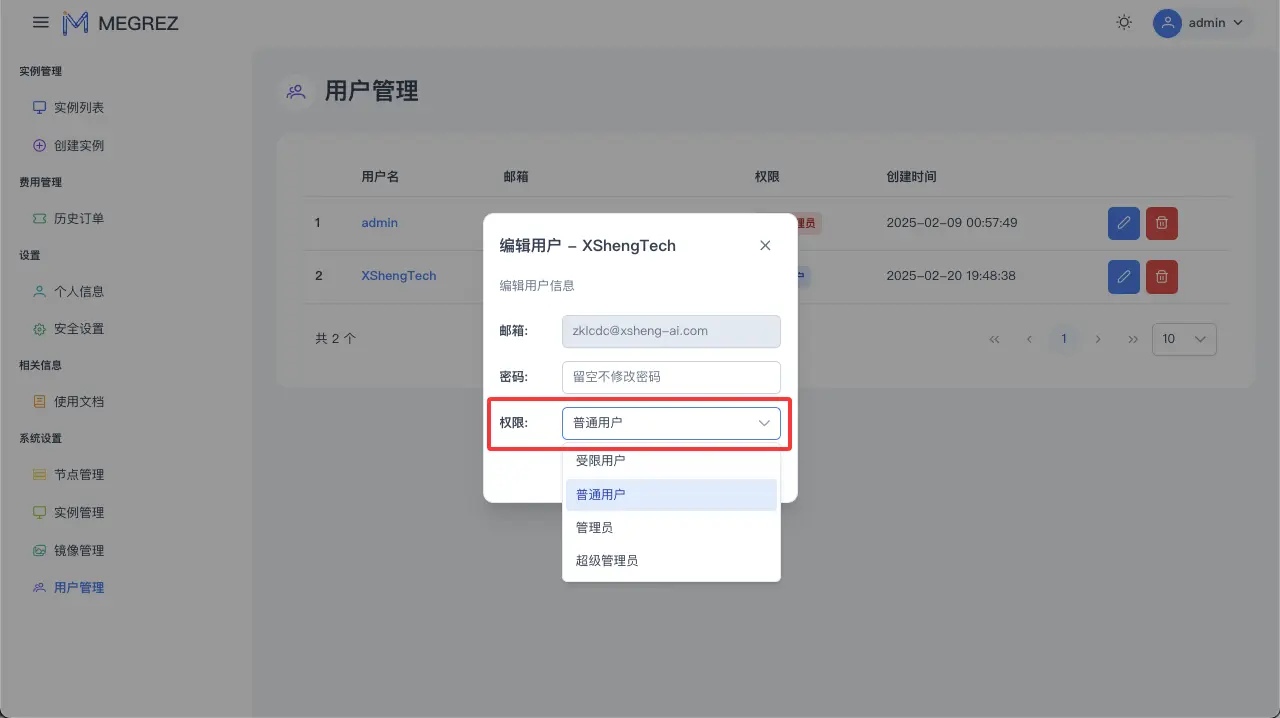 MEGREZ
admin
实例管理
实例列表
创建实例
费用管理
历史订单
设置
个人信息
安全设置
相关信息
使用文档
系统设置
节点管理
实例管理
镜像管理
用户管理
用户管理
用户名 邮箱 权限 创建时间
1 admin 理员 2025-02-09 00:57:49
2 XShengTech 户 2025-02-20 19:48:38
共 2 个
1
10
编辑用户 - XShengTech
编辑用户信息
邮箱: zklcdc@xsheng-ai.com
密码: 留空不修改密码
权限: 普通用户
受限用户
普通用户
管理员
超级管理员